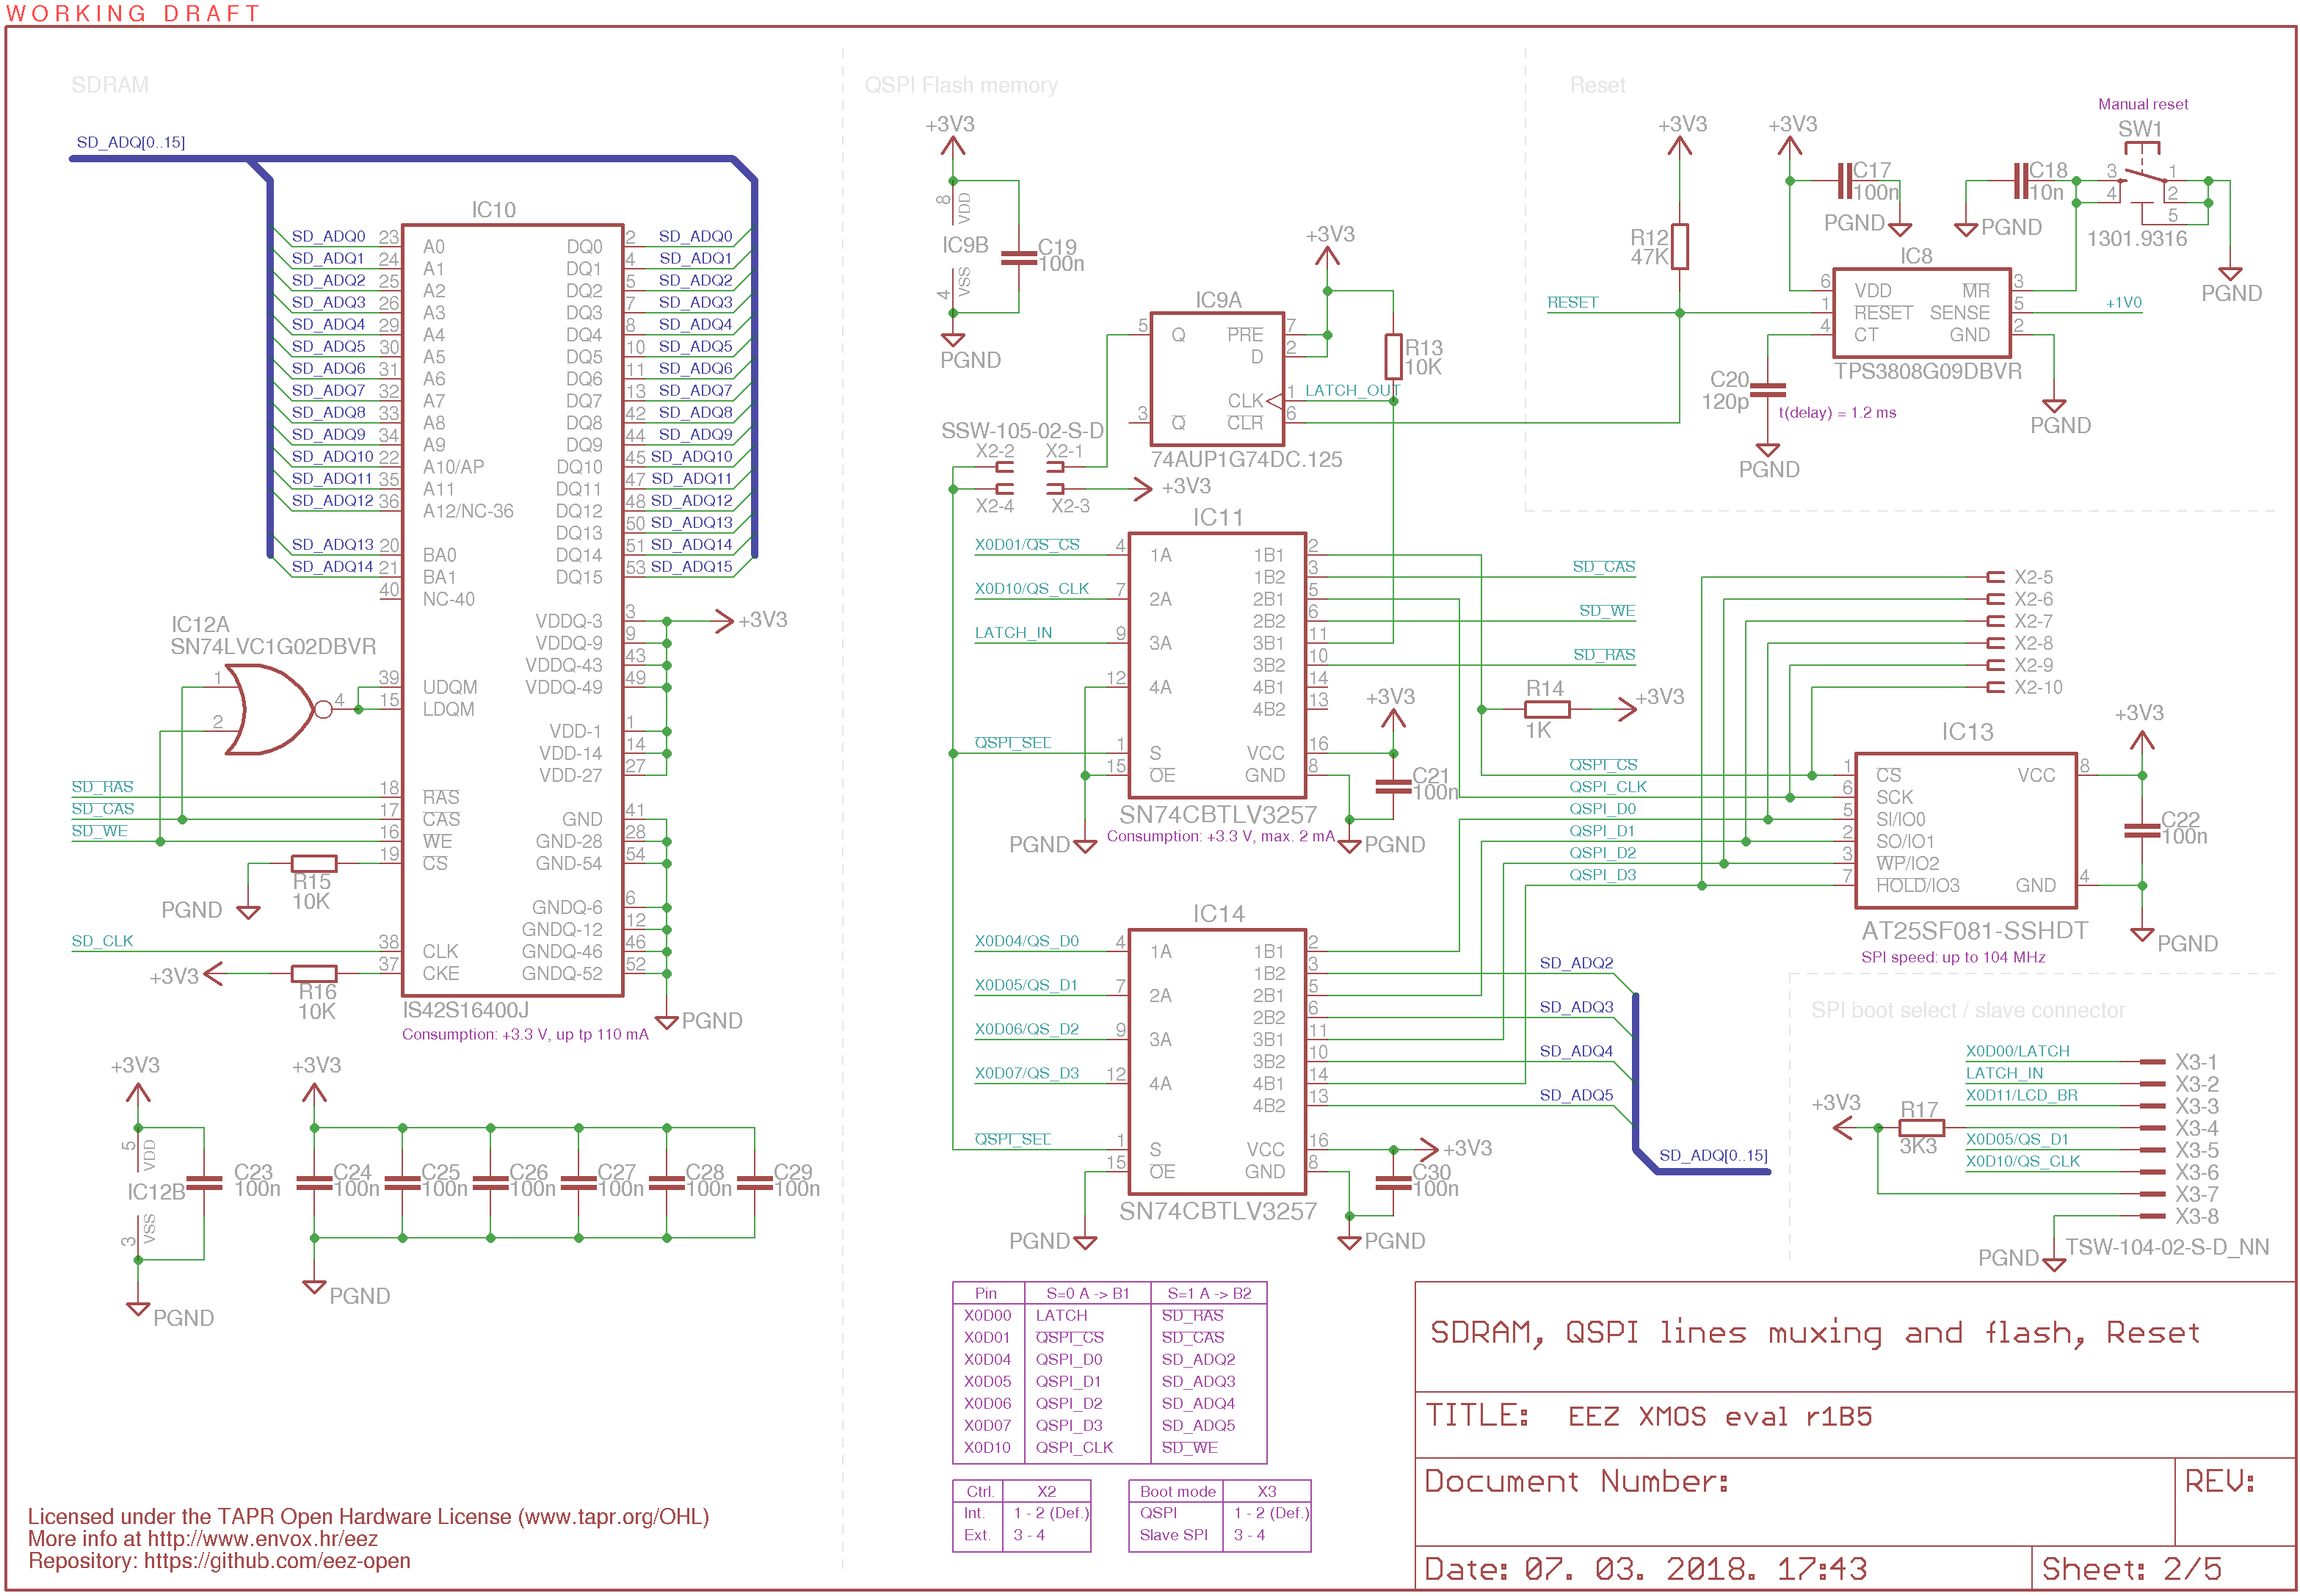 WORKING DRAFT
SDRAM
SD_ADQ[0..15]
IC10
SD_ADQ0 23 A0 DQ0 2 SD_ADQ0
SD_ADQ1 24 A1 DQ1 4 SD_ADQ1
SD_ADQ2 25 A2 DQ2 5 SD_ADQ2
SD_ADQ3 26 A3 DQ3 7 SD_ADQ3
SD_ADQ4 29 A4 DQ4 8 SD_ADQ4
SD_ADQ5 30 A5 DQ5 10 SD_ADQ5
SD_ADQ6 31 A6 DQ6 11 SD_ADQ6
SD_ADQ7 32 A7 DQ7 13 SD_ADQ7
SD_ADQ8 33 A8 DQ8 42 SD_ADQ8
SD_ADQ9 34 A9 DQ9 44 SD_ADQ9
SD_ADQ10 22 A10/AP DQ10 45 SD_ADQ10
SD_ADQ11 35 A11 DQ11 47 SD_ADQ11
SD_ADQ12 36 A12/NC-36 DQ12 48 SD_ADQ12
DQ13 50 SD_ADQ13
SD_ADQ13 20 BA0 DQ14 51 SD_ADQ14
SD_ADQ14 21 BA1 DQ15 53 SD_ADQ15
40 NC-40
IC12A
SN74LVC1G02DBVR
1
2
4
VDDQ-3 3 +3V3
VDDQ-9 9
VDDQ-43 43
39 UDQM VDDQ-49 49
15 LDQM
VDD-1 1
VDD-14 14
VDD-27 27
SD_RAS 18 RAS
SD_CAS 17 CAS GND 41
SD_WE 16 WE GND-28 28
19 CS GND-54 54
R15
10K
PGND
GNDQ-6 6
GNDQ-12 12
SD_CLK 38 CLK GNDQ-46 46
+3V3 37 CKE GNDQ-52 52
R16
10K
IS42S16400J
PGND
Consumption: +3.3 V, up tp 110 mA
+3V3
+3V3
5 VDD
IC12B
3 VSS
C23
100n
C24
100n
C25
100n
C26
100n
C27
100n
C28
100n
C29
100n
PGND
PGND
QSPI Flash memory
+3V3
8 VDD
IC9B
4 VSS
C19
100n
PGND
+3V3
IC9A
5 Q PRE 7
D 2
CLK 1 LATCH_OUT
3 Q CLR 6
R13
10K
74AUP1G74DC.125
SSW-105-02-S-D
X2-2 X2-1
+3V3
X2-4 X2-3
IC11
X0D01/QS_CS 4 1A 1B1 2
1B2 3 SD_CAS
X0D10/QS_CLK 7 2A 2B1 5
2B2 6 SD_WE
LATCH_IN 9 3A 3B1 11
3B2 10 SD_RAS
12 4A 4B1 14
4B2 13
QSPI_SEL 1 S VCC 16
15 OE GND 8
+3V3
C21
100n
SN74CBTLV3257
Consumption: +3.3 V, max. 2 mA
PGND
PGND
R14
1K
+3V3
IC14
X0D04/QS_D0 4 1A 1B1 2
1B2 3 SD_ADQ2
X0D05/QS_D1 7 2A 2B1 5
2B2 6 SD_ADQ3
X0D06/QS_D2 9 3A 3B1 11
3B2 10 SD_ADQ4
X0D07/QS_D3 12 4A 4B1 14
4B2 13 SD_ADQ5
QSPI_SEL 1 S VCC 16 +3V3
15 OE GND 8
C30
100n
SD_ADQ[0..15]
SN74CBTLV3257
PGND
PGND
Reset
+3V3
+3V3
R12
47K
C17
100n
PGND
C18
10n
PGND
Manual reset
SW1
3 1
4 2
5
1301.9316
PGND
IC8
6 VDD MR 3
RESET 1 RESET SENSE 5 +1V0
4 CT GND 2
TPS3808G09DBVR
C20
120p
t(delay) = 1.2 ms
PGND
PGND
X2-5
X2-6
X2-7
X2-8
X2-9
X2-10
+3V3
IC13
QSPI_CS 1 CS VCC 8
QSPI_CLK 6 SCK
QSPI_D0 5 SI/IO0
QSPI_D1 2 SO/IO1
QSPI_D2 3 WP/IO2
QSPI_D3 7 HOLD/IO3 GND 4
C22
100n
AT25SF081-SSHDT
SPI speed: up to 104 MHz
PGND
SPI boot select / slave connector
X0D00/LATCH X3-1
LATCH_IN X3-2
X0D11/LCD_BR X3-3
+3V3 R17 X3-4
3K3
X0D05/QS_D1 X3-5
X0D10/QS_CLK X3-6
X3-7
X3-8
PGND
TSW-104-02-S-D_NN
Pin S=0 A -> B1 S=1 A -> B2
X0D00 LATCH SD_RAS
X0D01 QSPI_CS SD_CAS
X0D04 QSPI_D0 SD_ADQ2
X0D05 QSPI_D1 SD_ADQ3
X0D06 QSPI_D2 SD_ADQ4
X0D07 QSPI_D3 SD_ADQ5
X0D10 QSPI_CLK SD_WE
Ctrl. X2
Int. 1 - 2 (Def.)
Ext. 3 - 4
Boot mode X3
QSPI 1 - 2 (Def.)
Slave SPI 3 - 4
SDRAM, QSPI lines muxing and flash, Reset
TITLE: EEZ XMOS eval r1B5
Document Number:
REV:
Date: 07. 03. 2018. 17:43
Sheet: 2/5
Licensed under the TAPR Open Hardware License (www.tapr.org/OHL)
More info at http://www.envox.hr/eez
Repository: https://github.com/eez-open